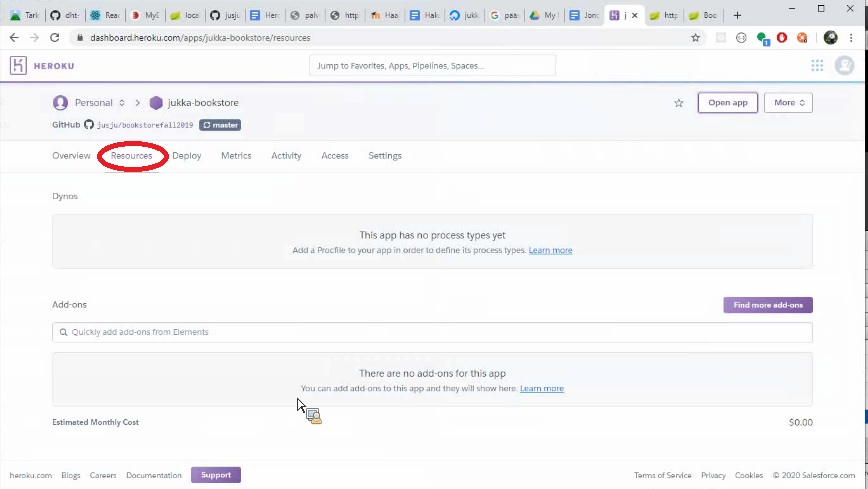 Tark
dht-
Reac
MyD
loca
jusju
Her
palv
http
Haa
Hak
jukk
paa
My
Jon
j
http
Boo
dashboard.heroku.com/apps/jukka-bookstore/resources
HEROKU
Jump to Favorites, Apps, Pipelines, Spaces...
Personal
jukka-bookstore
Open app
More
GitHub jusju/bookstorefall2019 master
Overview Resources Deploy Metrics Activity Access Settings
Dynos
This app has no process types yet
Add a Procfile to your app in order to define its process types. Learn more
Add-ons
Find more add-ons
Quickly add add-ons from Elements
There are no add-ons for this app
You can add add-ons to this app and they will show here. Learn more
Estimated Monthly Cost
$0.00
heroku.com Blogs Careers Documentation Support
Terms of Service Privacy Cookies © 2020 Salesforce.com